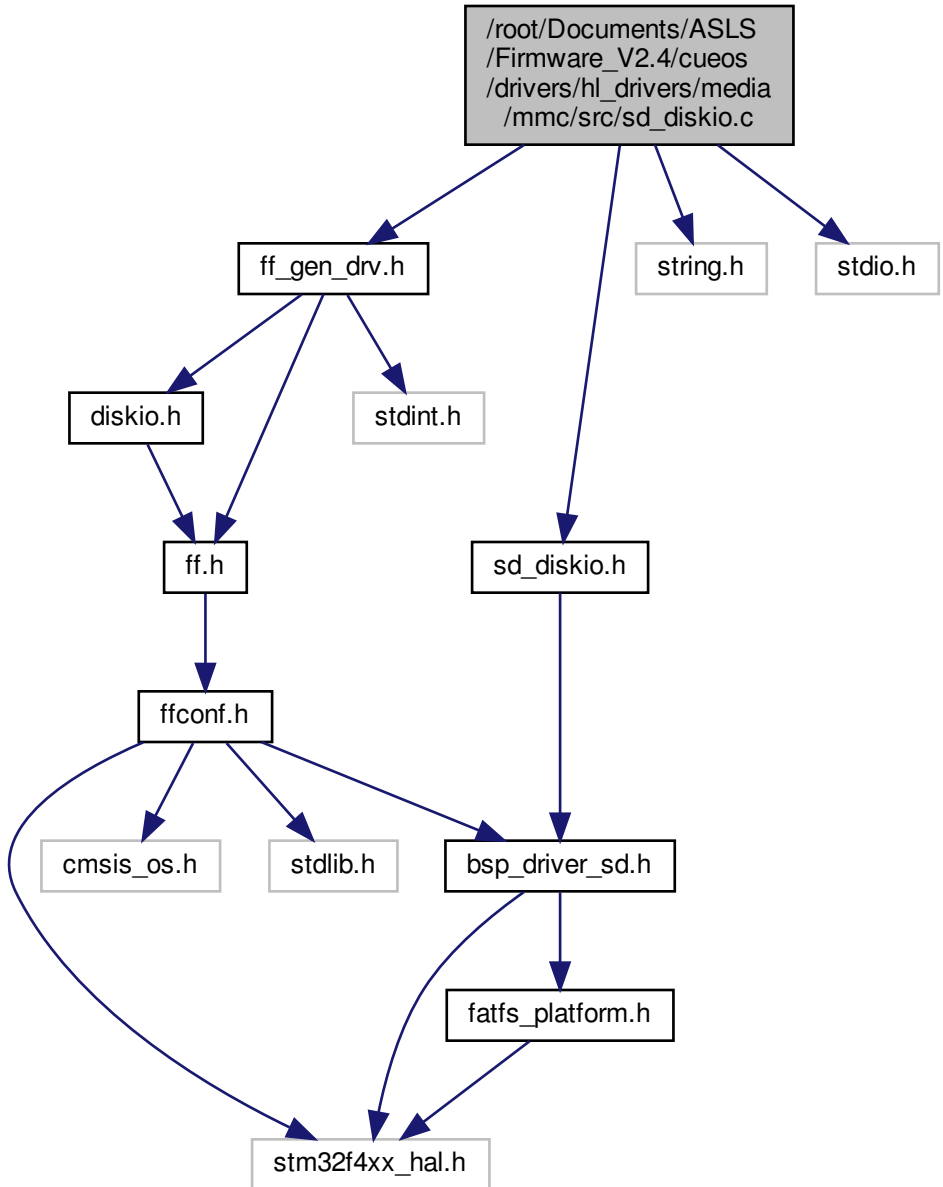 /root/Documents/ASLS
/Firmware_V2.4/cueos
/drivers/hl_drivers/media
/mmc/src/sd_diskio.c
ff_gen_drv.h
string.h
stdio.h
diskio.h
stdint.h
ff.h
sd_diskio.h
ffconf.h
cmsis_os.h
stdlib.h
bsp_driver_sd.h
fatfs_platform.h
stm32f4xx_hal.h